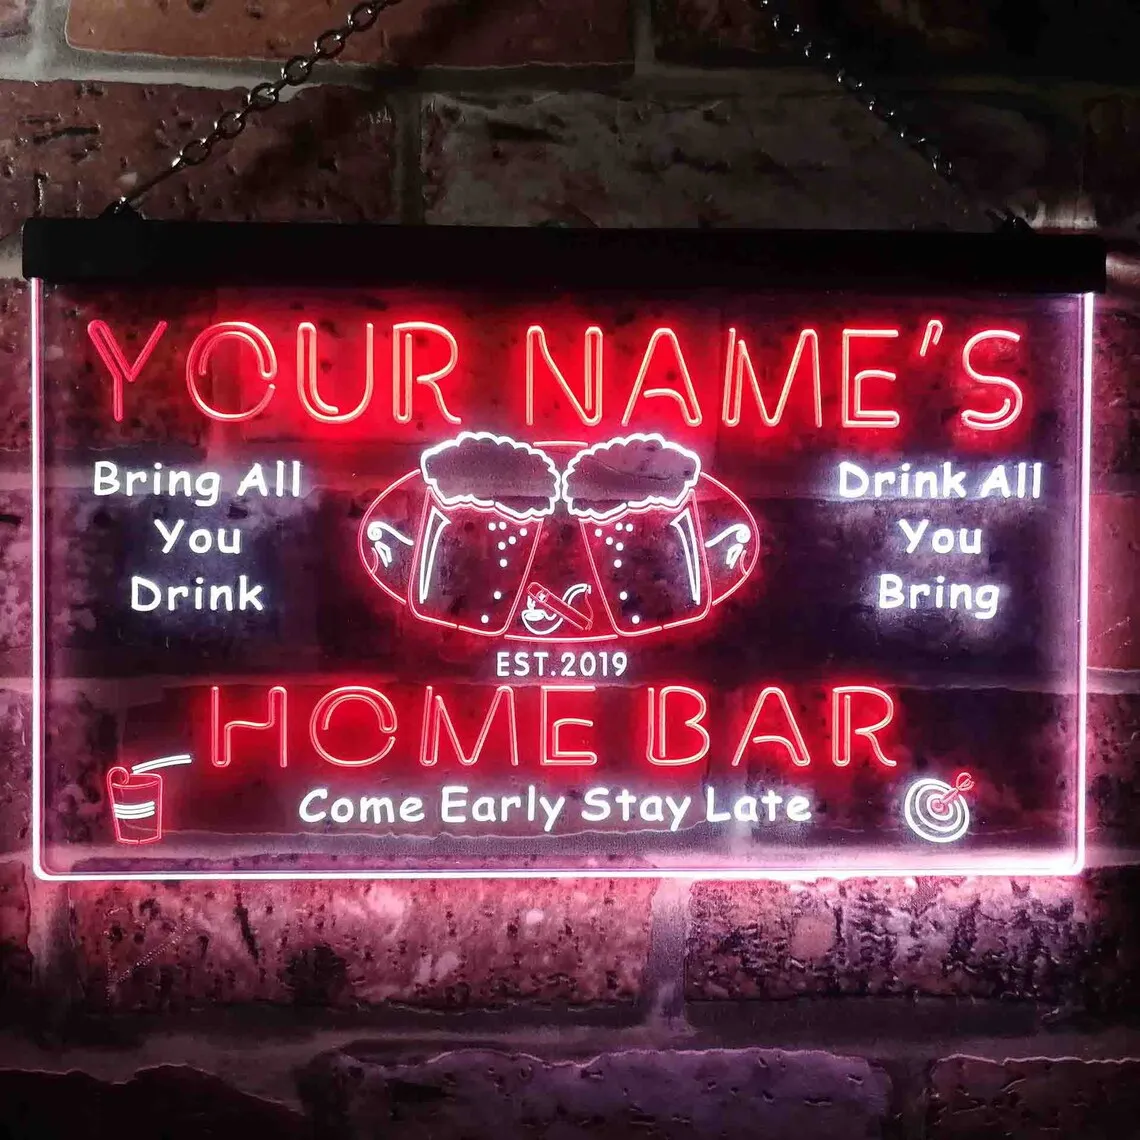 YOUR NAME'S
Bring All
You
Drink
Drink All
You
Bring
EST.2019
HOME BAR
Come Early Stay Late